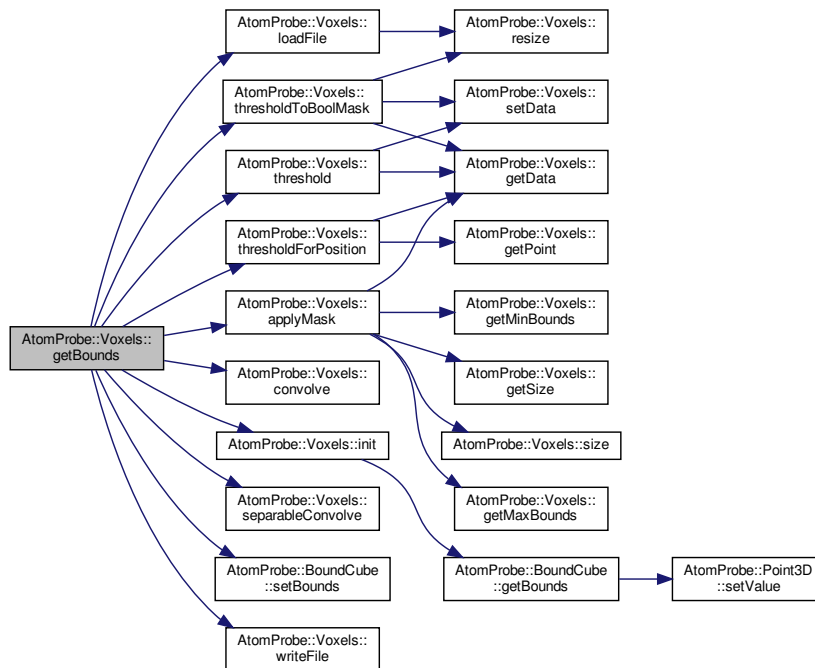 AtomProbe::Voxels::
getBounds
AtomProbe::Voxels::
loadFile
AtomProbe::Voxels::
thresholdToBoolMask
AtomProbe::Voxels::
threshold
AtomProbe::Voxels::
thresholdForPosition
AtomProbe::Voxels::
applyMask
AtomProbe::Voxels::
convolve
AtomProbe::Voxels::init
AtomProbe::Voxels::
separableConvolve
AtomProbe::BoundCube
::setBounds
AtomProbe::Voxels::
writeFile
AtomProbe::Voxels::
resize
AtomProbe::Voxels::
setData
AtomProbe::Voxels::
getData
AtomProbe::Voxels::
getPoint
AtomProbe::Voxels::
getMinBounds
AtomProbe::Voxels::
getSize
AtomProbe::Voxels::size
AtomProbe::Voxels::
getMaxBounds
AtomProbe::BoundCube
::getBounds
AtomProbe::Point3D
::setValue